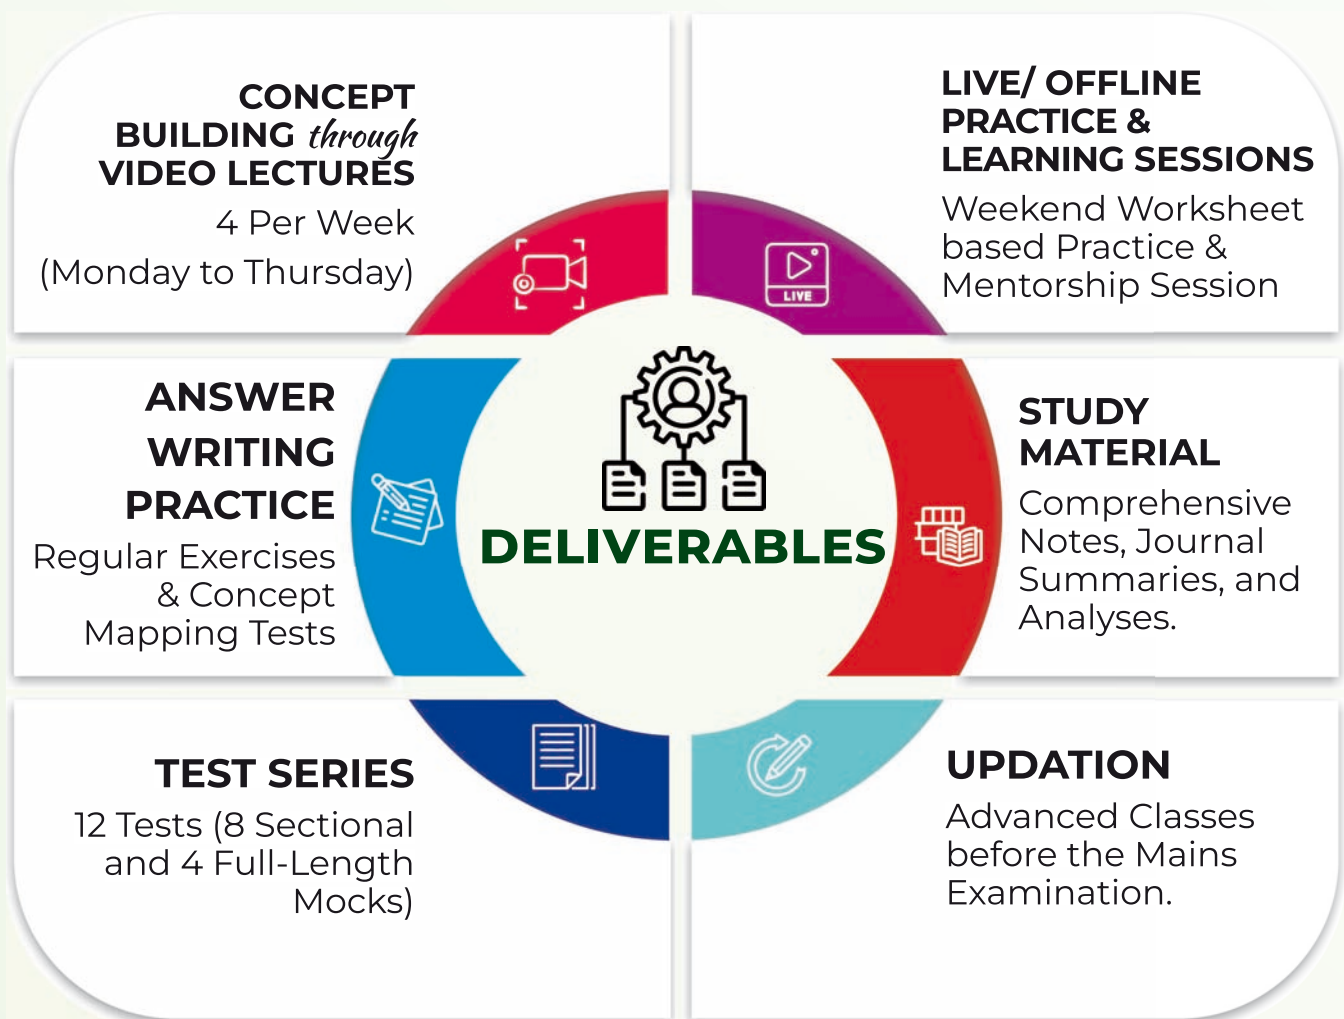 CONCEPT
BUILDING through
VIDEO LECTURES
4 Per Week
(Monday to Thursday)
LIVE/ OFFLINE
PRACTICE &
LEARNING SESSIONS
Weekend Worksheet
based Practice &
Mentorship Session
LIVE
ANSWER
WRITING
PRACTICE
Regular Exercises
& Concept
Mapping Tests
DELIVERABLES
STUDY
MATERIAL
Comprehensive
Notes, Journal
Summaries, and
Analyses.
TEST SERIES
12 Tests (8 Sectional
and 4 Full-Length
Mocks)
UPDATION
Advanced Classes
before the Mains
Examination.